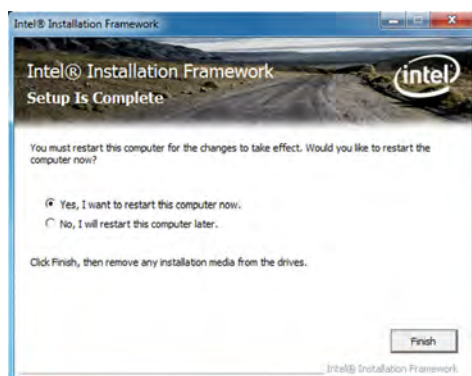 Intel® Installation Framework
Intel® Installation Framework
Setup Is Complete
intel
You must restart this computer for the changes to take effect. Would you like to restart the
computer now?
Yes, I want to restart this computer now.
No, I will restart this computer later.
Click Finish, then remove any installation media from the drives.
Finish
Intel® Installation Framework